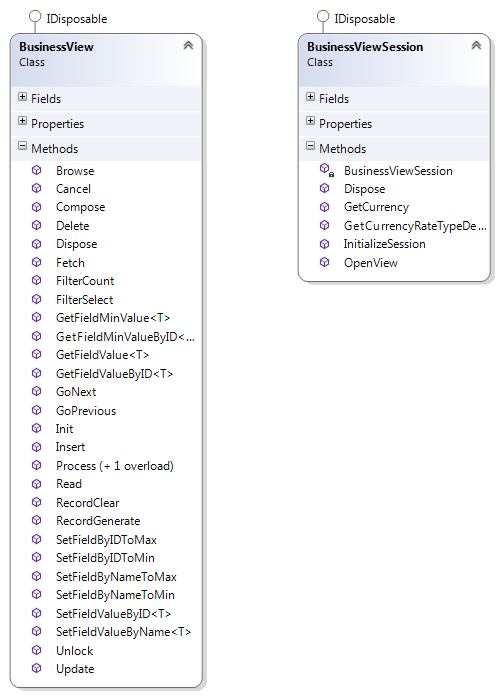 IDisposable
BusinessView
Class
Fields
Properties
Methods
Browse
Cancel
Compose
Delete
Dispose
Fetch
FilterCount
FilterSelect
GetFieldMinValue<T>
GetFieldMinValueByID<...
GetFieldValue<T>
GetFieldValueByID<T>
GoNext
GoPrevious
Init
Insert
Process (+ 1 overload)
Read
RecordClear
RecordGenerate
SetFieldByIDToMax
SetFieldByIDToMin
SetFieldByNameToMax
SetFieldByNameToMin
SetFieldValueByID<T>
SetFieldValueByName<T>
Unlock
Update
IDisposable
BusinessViewSession
Class
Fields
Properties
Methods
BusinessViewSession
Dispose
GetCurrency
GetCurrencyRateTypeDe...
InitializeSession
OpenView